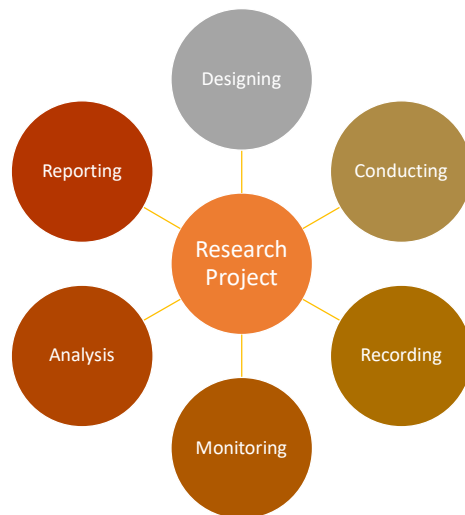 Designing
Reporting
Conducting
Research
Project
Analysis
Recording
Monitoring